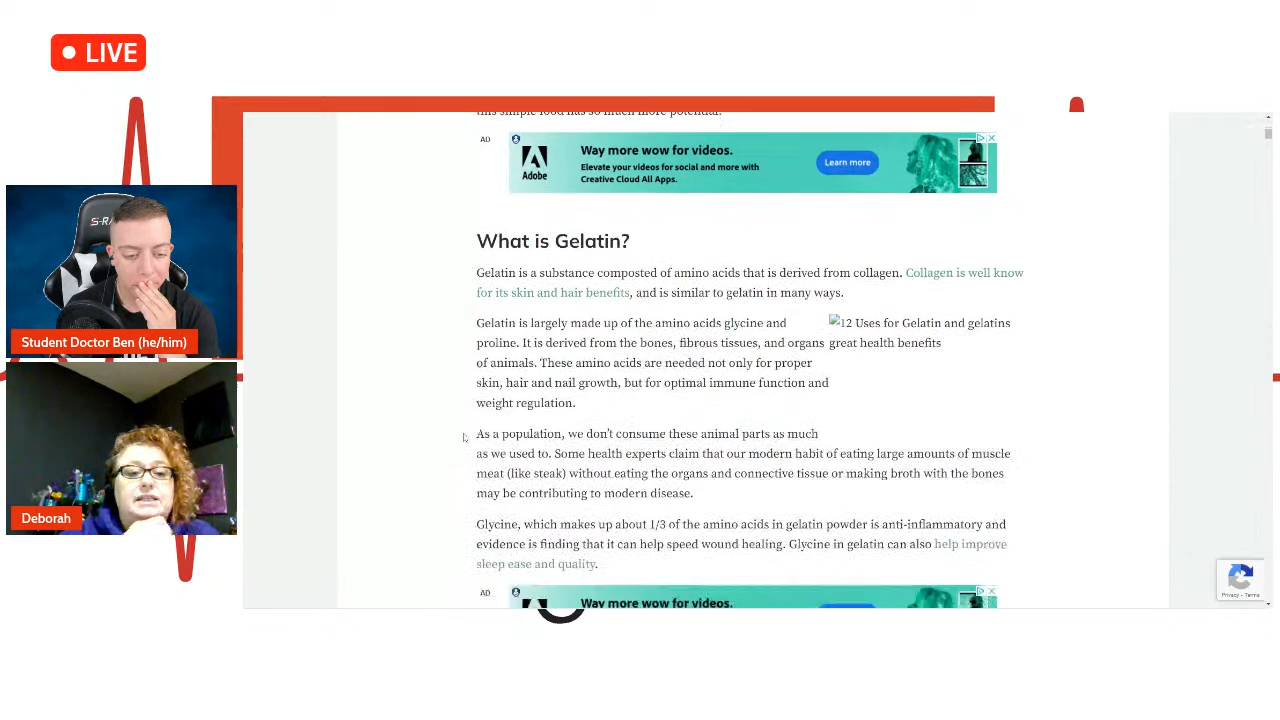 LIVE
this simple food has so much more potential.
AD
Adobe
Way more wow for videos.
Elevate your videos for social and more with
Creative Cloud All Apps.
Learn more
What is Gelatin?
Gelatin is a substance composted of amino acids that is derived from collagen. Collagen is well know
for its skin and hair benefits, and is similar to gelatin in many ways.
Gelatin is largely made up of the amino acids glycine and
proline. It is derived from the bones, fibrous tissues, and organs
of animals. These amino acids are needed not only for proper
skin, hair and nail growth, but for optimal immune function and
weight regulation.
12 Uses for Gelatin and gelatins
great health benefits
As a population, we don't consume these animal parts as much
as we used to. Some health experts claim that our modern habit of eating large amounts of muscle
meat (like steak) without eating the organs and connective tissue or making broth with the bones
may be contributing to modern disease.
Glycine, which makes up about 1/3 of the amino acids in gelatin powder is anti-inflammatory and
evidence is finding that it can help speed wound healing. Glycine in gelatin can also help improve
sleep ease and quality.
AD
Way more wow for videos.
S-RA
Student Doctor Ben (he/him)
Deborah
Privacy - Terms